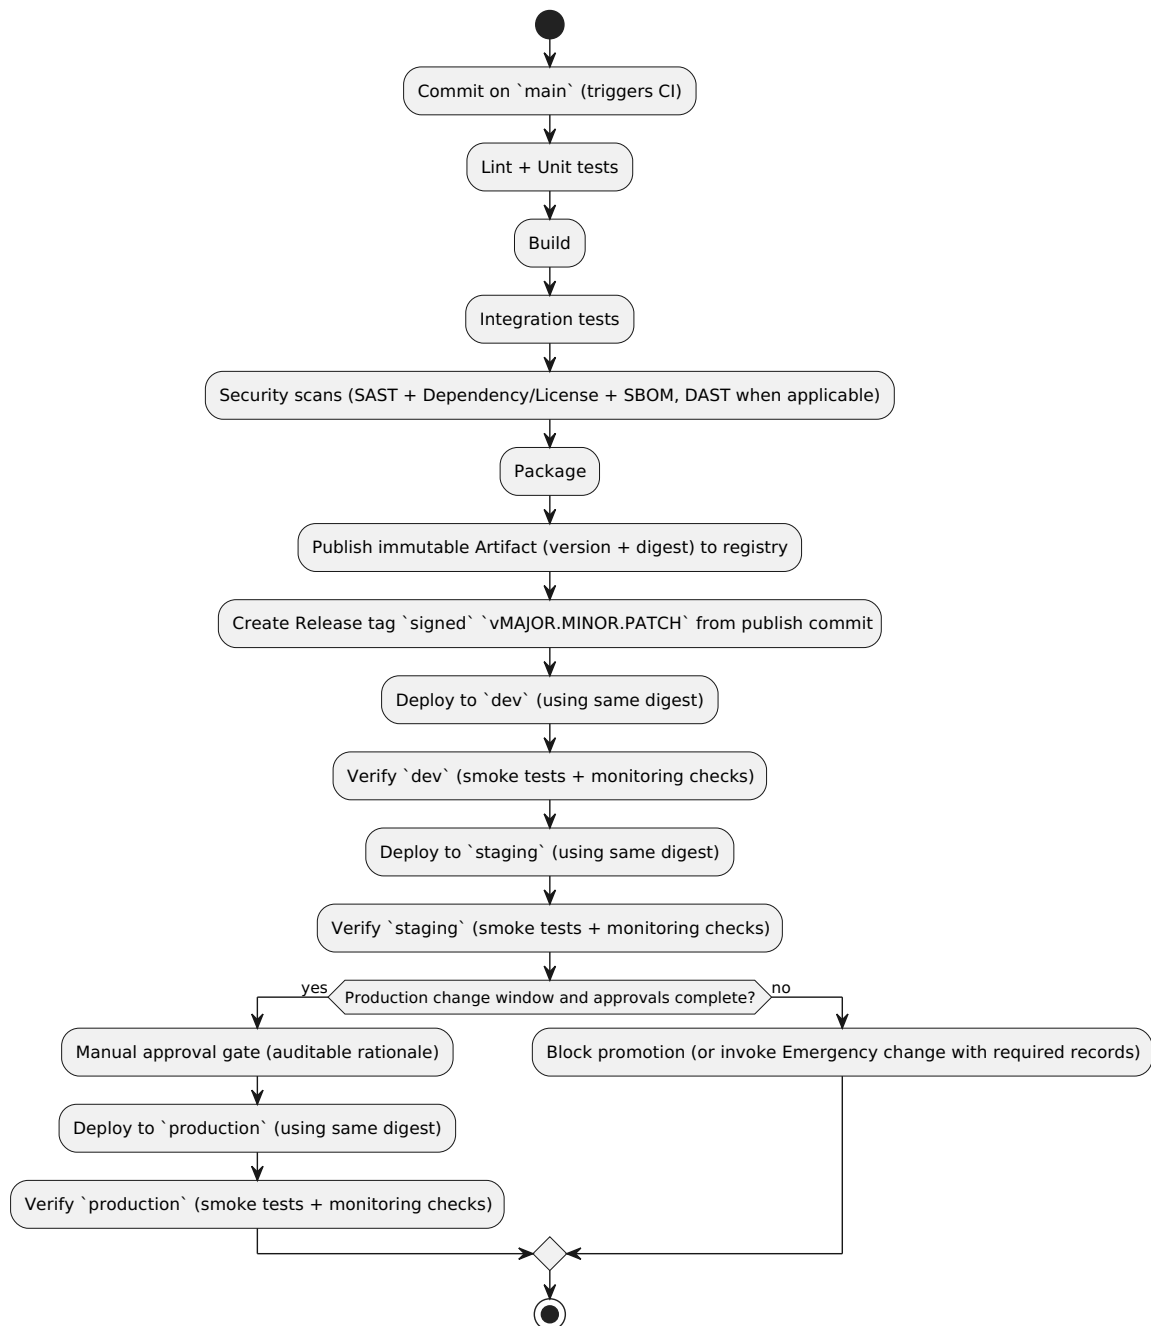 Commit on `main` (triggers CI)
Lint + Unit tests
Build
Integration tests
Security scans (SAST + Dependency/License + SBOM, DAST when applicable)
Package
Publish immutable Artifact (version + digest) to registry
Create Release tag `signed` `vMAJOR.MINOR.PATCH` from publish commit
Deploy to `dev` (using same digest)
Verify `dev` (smoke tests + monitoring checks)
Deploy to `staging` (using same digest)
Verify `staging` (smoke tests + monitoring checks)
yes
Production change window and approvals complete?
no
Manual approval gate (auditable rationale)
Block promotion (or invoke Emergency change with required records)
Deploy to `production` (using same digest)
Verify `production` (smoke tests + monitoring checks)